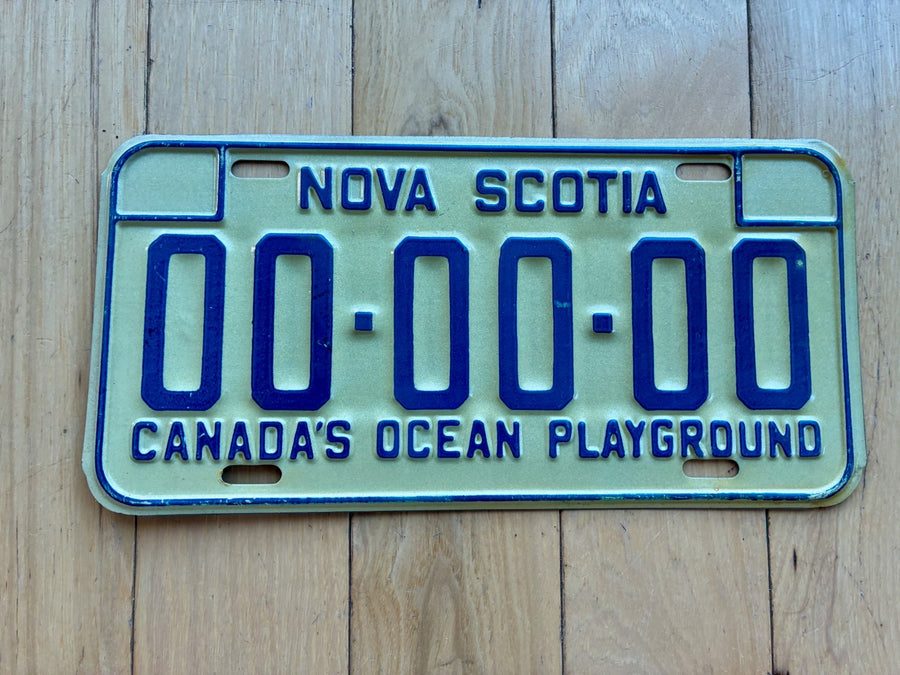 NOVA SCOTIA
00·00·00
CANADA'S OCEAN PLAYGROUND